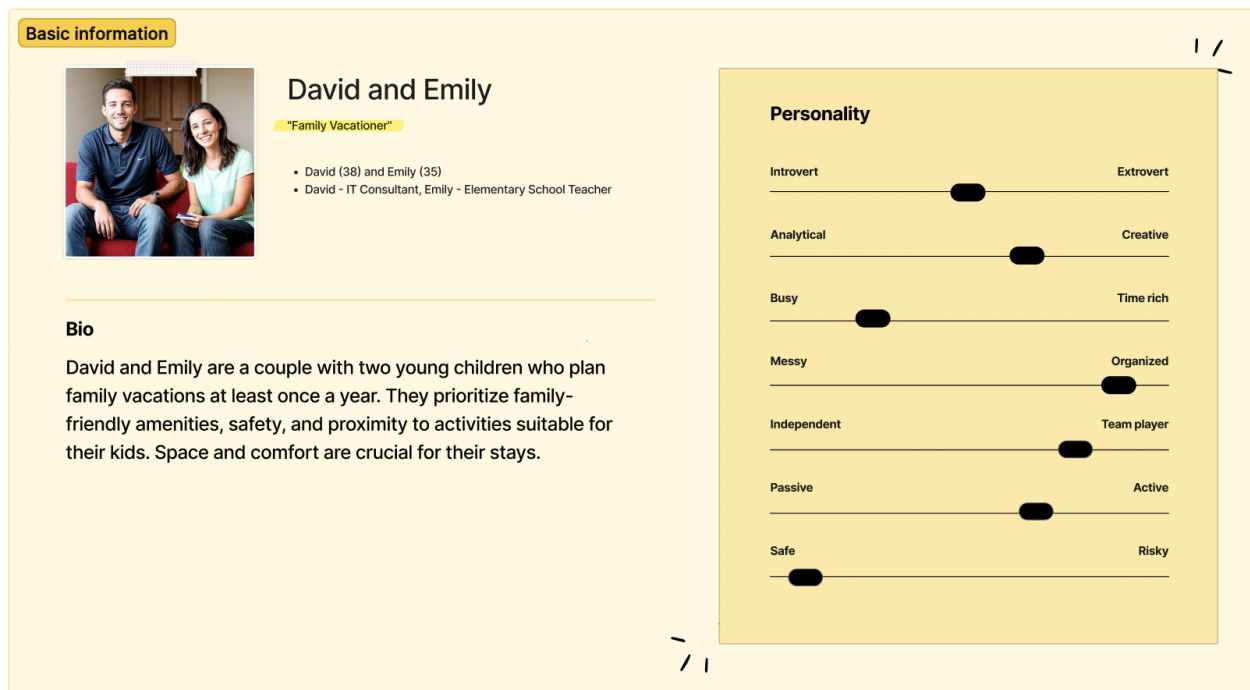 Basic information
David and Emily
"Family Vacationer"
• David (38) and Emily (35)
• David - IT Consultant, Emily - Elementary School Teacher
Bio
David and Emily are a couple with two young children who plan
family vacations at least once a year. They prioritize family-
friendly amenities, safety, and proximity to activities suitable for
their kids. Space and comfort are crucial for their stays.
Personality
Introvert Extrovert
Analytical Creative
Busy Time rich
Messy Organized
Independent Team player
Passive Active
Safe Risky